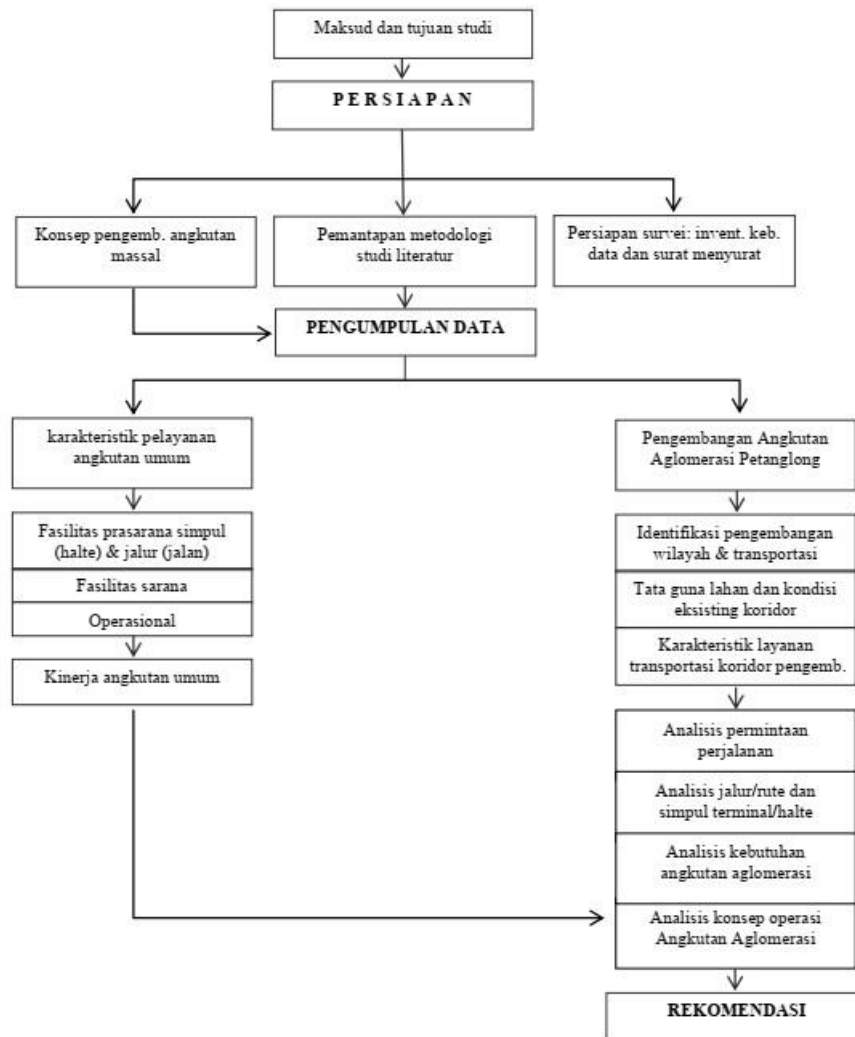 Maksud dan tujuan studi
P E R S I A P A N
Konsep pengemb. angkutan
massal
Pemantapan metodologi
studi literatur
Persiapan survei: invent. keb.
data dan surat menyurat
PENGUMPULAN DATA
karakteristik pelayanan
angkutan umum
Fasilitas prasarana simpul
(halte) & jalur (jalan)
Fasilitas sarana
Operasional
Kinerja angkutan umum
Pengembangan Angkutan
Aglomerasi Petanglong
Identifikasi pengembangan
wilayah & transportasi
Tata guna lahan dan kondisi
eksisting koridor
Karakteristik layanan
transportasi koridor pengemb.
Analisis permintaan
perjalanan
Analisis jalur/rute dan
simpul terminal/halte
Analisis kebutuhan
angkutan aglomerasi
Analisis konsep operasi
Angkutan Aglomerasi
REKOMENDASI